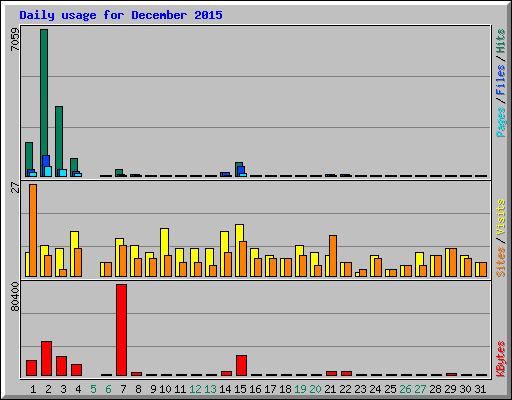 Daily usage for December 2015
7059
Pages / Files / Hits
27
Sites / Visits
80400
KBytes
1 2 3 4 5 6 7 8 9 10 11 12 13 14 15 16 17 18 19 20 21 22 23 24 25 26 27 28 29 30 31